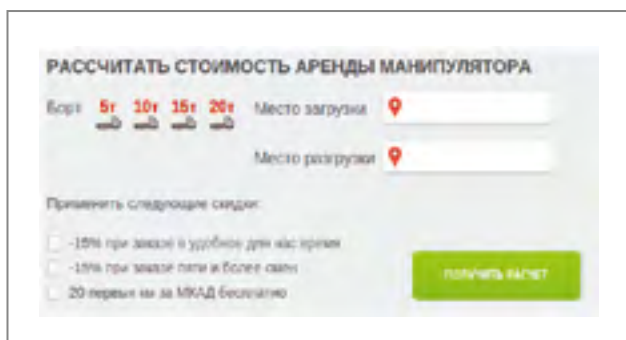 РАССЧИТАТЬ СТОИМОСТЬ АРЕНДЫ МАНИПУЛЯТОРА
Борт 5т 10т 15т 20т Место загрузки
Место разгрузки
Применить следующие скидки:
-15% при заказе в удобное для нас время
-15% при заказе пяти и более смен
20 первых км за МКАД бесплатно
ПОЛУЧИТЬ РАСЧЕТ